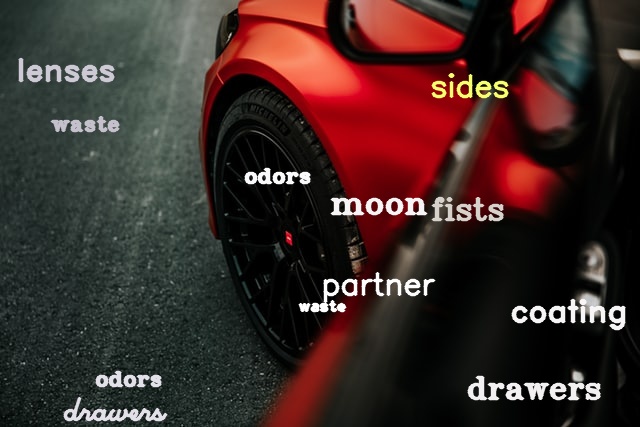 lenses
sides
waste
odors
moon fists
partner
waste
coating
odors
drawers
drawers